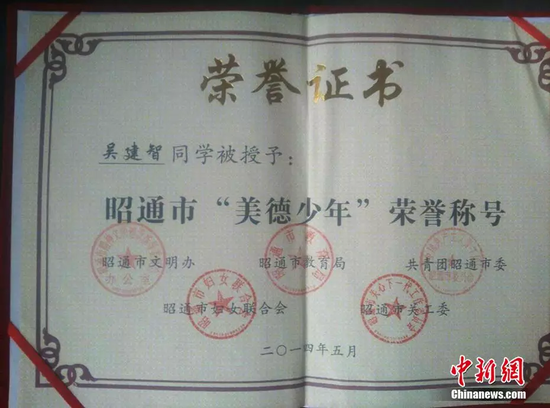 荣誉证书
吴建智同学被授予:
昭通市“美德少年”荣誉称号
昭通市文明办 昭通市教育局 共青团昭通市委
昭通市妇女联合会 昭通市关工委
二〇一四年五月
中新网
Chinanews.com